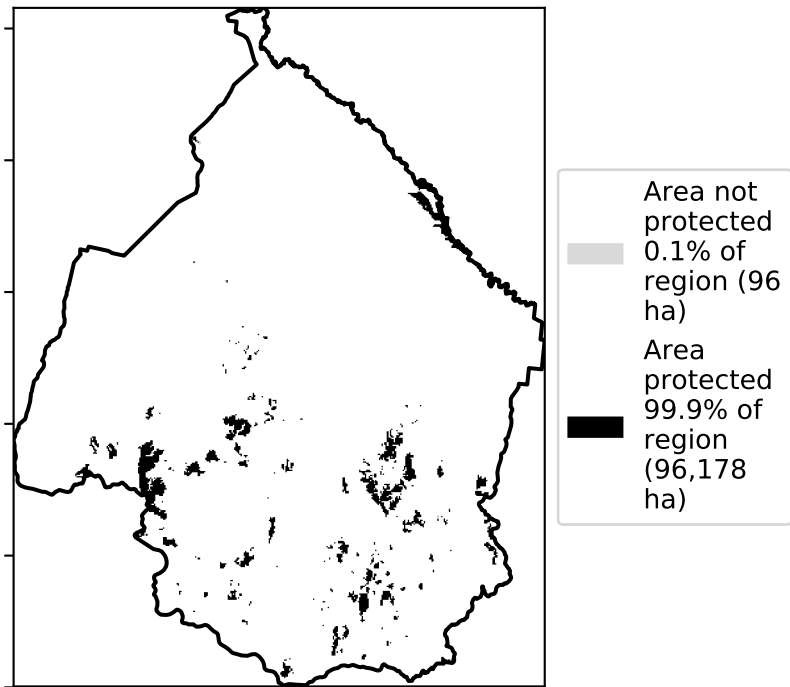 Area not
protected
0.1% of
region (96
ha)
Area
protected
99.9% of
region
(96,178
ha)